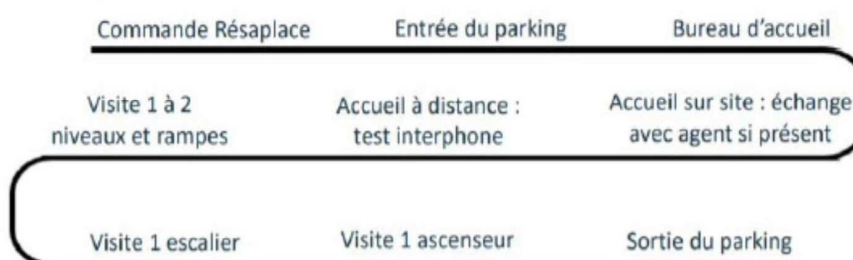 Commande Résaplace Entrée du parking Bureau d'accueil
Visite 1 à 2 Accueil à distance : Accueil sur site : échange
niveaux et rampes test interphone avec agent si présent
Visite 1 escalier Visite 1 ascenseur Sortie du parking